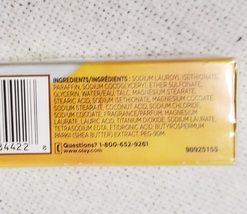 INGREDIENTS/INGRÉDIENTS: SODIUM LAUROYL ISETHIONATE,
PARAFFIN, SODIUM COCOGLYCERYL ETHER SULFONATE,
GLYCERIN, WATER/EAU, TALC, MAGNESIUM STEARATE,
STEARIC ACID, SODIUM ISETHIONATE, MAGNESIUM COCOATE,
SODIUM STEARATE, COCONUT ACID, SODIUM CHLORIDE,
SODIUM COCOATE, FRAGRANCE/PARFUM, MAGNESIUM
LAURATE, LAURIC ACID, TITANIUM DIOXIDE, SODIUM LAURATE,
TETRASODIUM EDTA, ETIDRONIC ACID, BUTYROSPERMUM
PARKII (SHEA BUTTER) EXTRACT, PEG-90M.
Questions? 1-800-652-9261
www.olay.com
90925155
34422 8